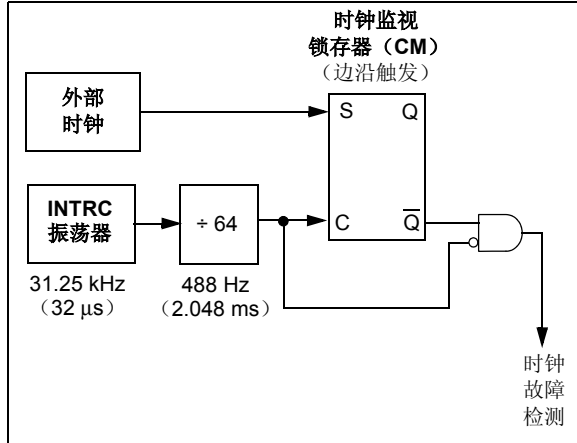 时钟监视
锁存器（CM）
（边沿触发）
外部
时钟
S
Q
INTRC
振荡器
÷ 64
C
Q̅
31.25 kHz
（32 μs）
488 Hz
（2.048 ms）
时钟
故障
检测